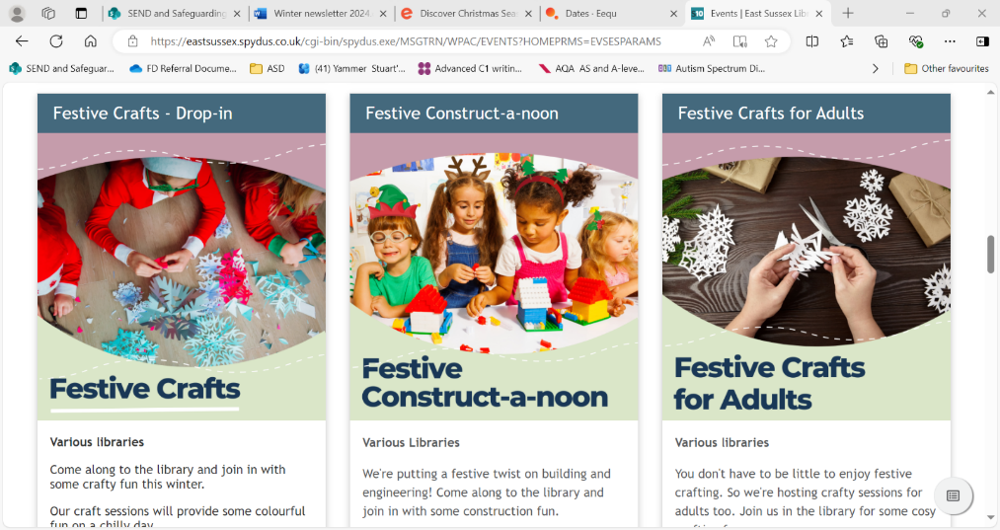 SEND and Safeguarding
Winter newsletter 2024
Discover Christmas Sea
Dates - Eequ
10
Events | East Sussex Lib
https://eastsussex.spydus.co.uk/cgi-bin/spydus.exe/MSGTRN/WPAC/EVENTS?HOMEPRMS=EVSESPARAMS
SEND and Safeguar...
FD Referral Docume...
ASD
(41) Yammer Stuart'...
Advanced C1 writin...
AQA AS and A-leve...
Autism Spectrum Di...
Other favourites
Festive Crafts - Drop-in
Festive Crafts
Various libraries
Come along to the library and join in with
some crafty fun this winter.
Our craft sessions will provide some colourful
fun on a chilly day
Festive Construct-a-noon
Festive
Construct-a-noon
Various Libraries
We're putting a festive twist on building and
engineering! Come along to the library and
join in with some construction fun.
Festive Crafts for Adults
Festive Crafts
for Adults
Various libraries
You don't have to be little to enjoy festive
crafting. So we're hosting crafty sessions for
adults too. Join us in the library for some cosy